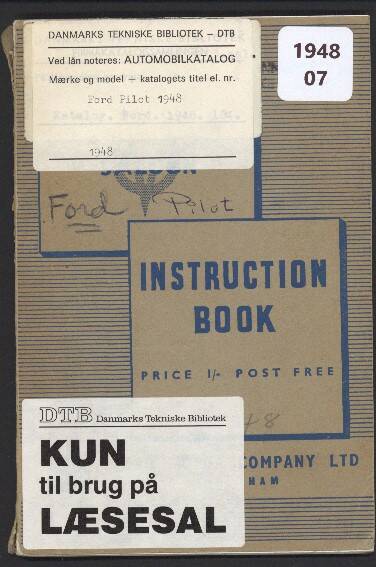 DANMARKS TEKNISKE BIBLIOTEK – DTB
Ved lån noteres: AUTOMOBILKATALOG
Mærke og model + katalogets titel el. nr.
Ford Pilot 1948
1948
1948
07
SALOON
Ford Pilot
INSTRUCTION
BOOK
PRICE 1/- POST FREE
48
COMPANY LTD
HAM
DTB Danmarks Tekniske Bibliotek
KUN
til brug på
LÆSESAL